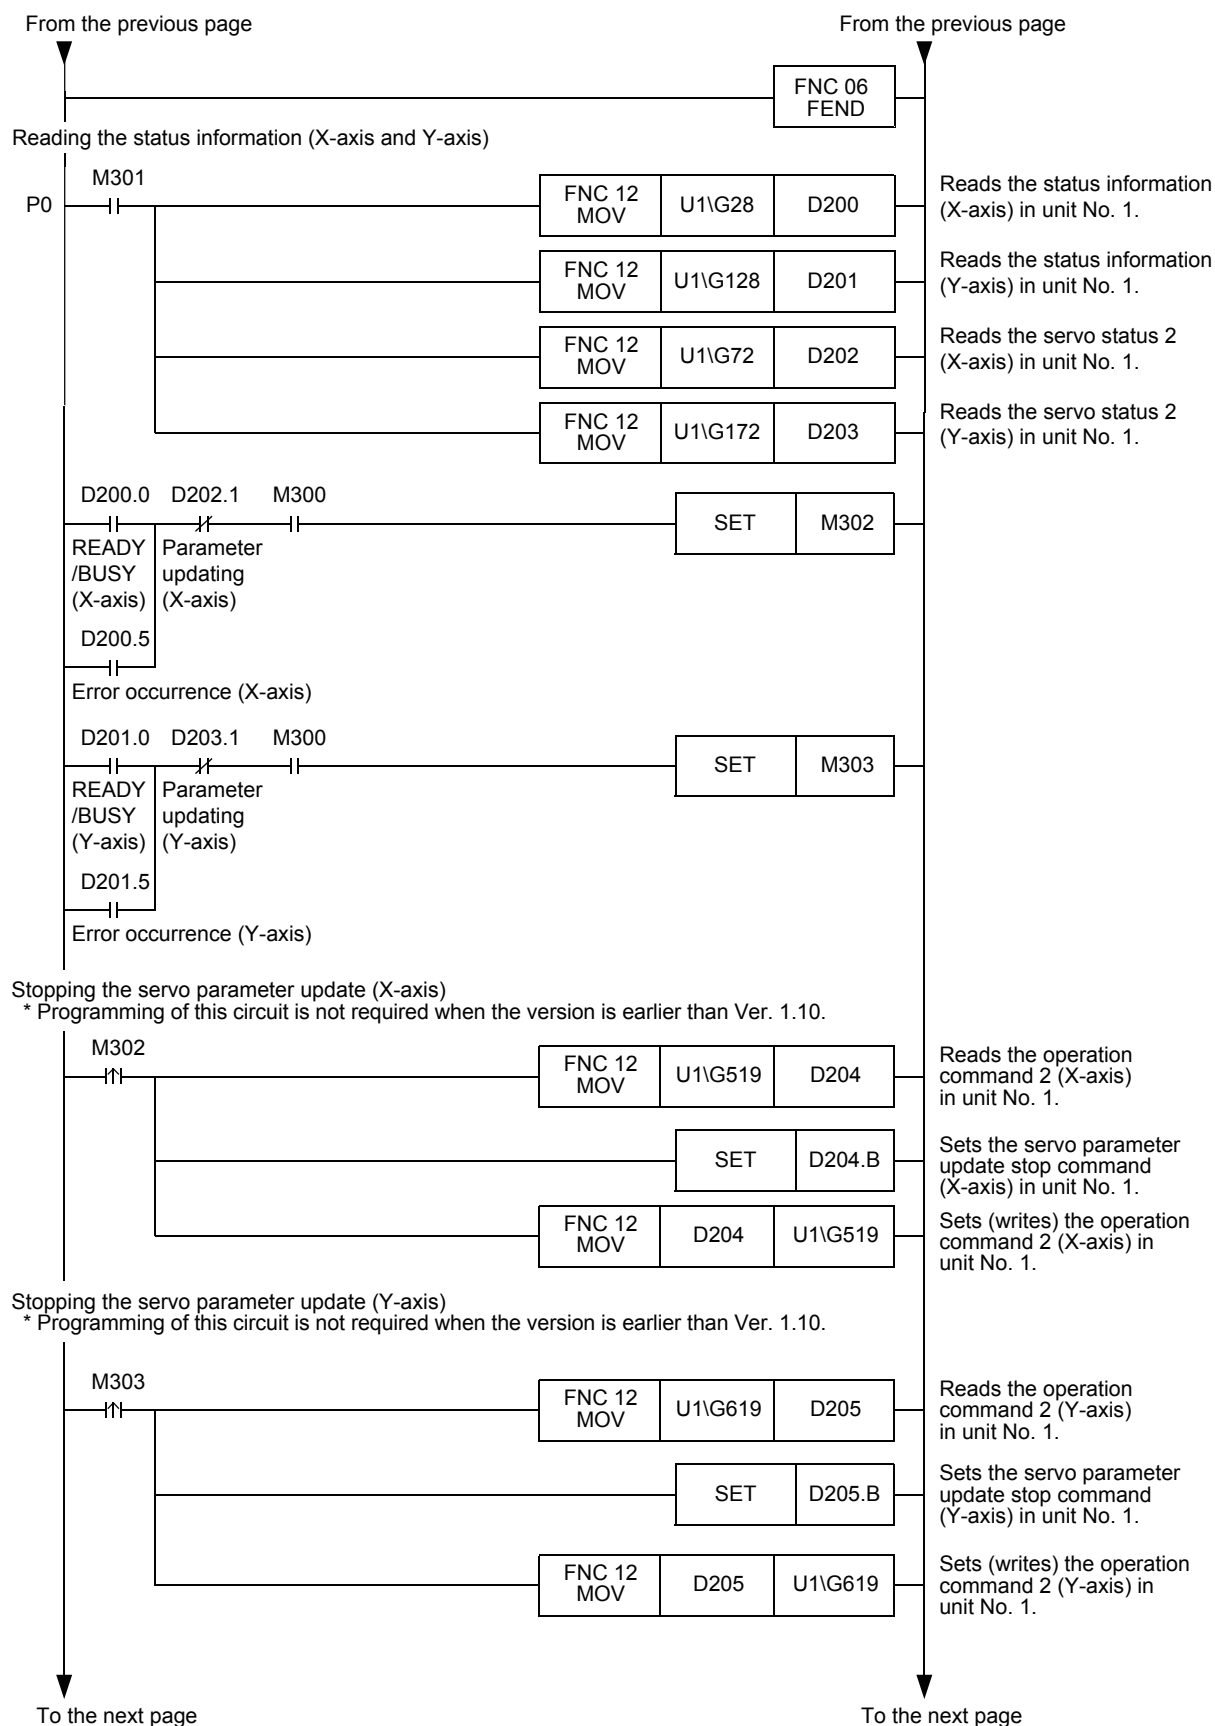 From the previous page
From the previous page
FNC 06
FEND
Reading the status information (X-axis and Y-axis)
M301
P0
FNC 12
MOV
U1\G28
D200
Reads the status information
(X-axis) in unit No. 1.
FNC 12
MOV
U1\G128
D201
Reads the status information
(Y-axis) in unit No. 1.
FNC 12
MOV
U1\G72
D202
Reads the servo status 2
(X-axis) in unit No. 1.
FNC 12
MOV
U1\G172
D203
Reads the servo status 2
(Y-axis) in unit No. 1.
D200.0
D202.1
M300
SET
M302
READY
/BUSY
(X-axis)
Parameter
updating
(X-axis)
D200.5
Error occurrence (X-axis)
D201.0
D203.1
M300
SET
M303
READY
/BUSY
(Y-axis)
Parameter
updating
(Y-axis)
D201.5
Error occurrence (Y-axis)
Stopping the servo parameter update (X-axis)
* Programming of this circuit is not required when the version is earlier than Ver. 1.10.
M302
FNC 12
MOV
U1\G519
D204
Reads the operation
command 2 (X-axis)
in unit No. 1.
SET
D204.B
Sets the servo parameter
update stop command
(X-axis) in unit No. 1.
FNC 12
MOV
D204
U1\G519
Sets (writes) the operation
command 2 (X-axis) in
unit No. 1.
Stopping the servo parameter update (Y-axis)
* Programming of this circuit is not required when the version is earlier than Ver. 1.10.
M303
FNC 12
MOV
U1\G619
D205
Reads the operation
command 2 (Y-axis)
in unit No. 1.
SET
D205.B
Sets the servo parameter
update stop command
(Y-axis) in unit No. 1.
FNC 12
MOV
D205
U1\G619
Sets (writes) the operation
command 2 (Y-axis) in
unit No. 1.
To the next page
To the next page